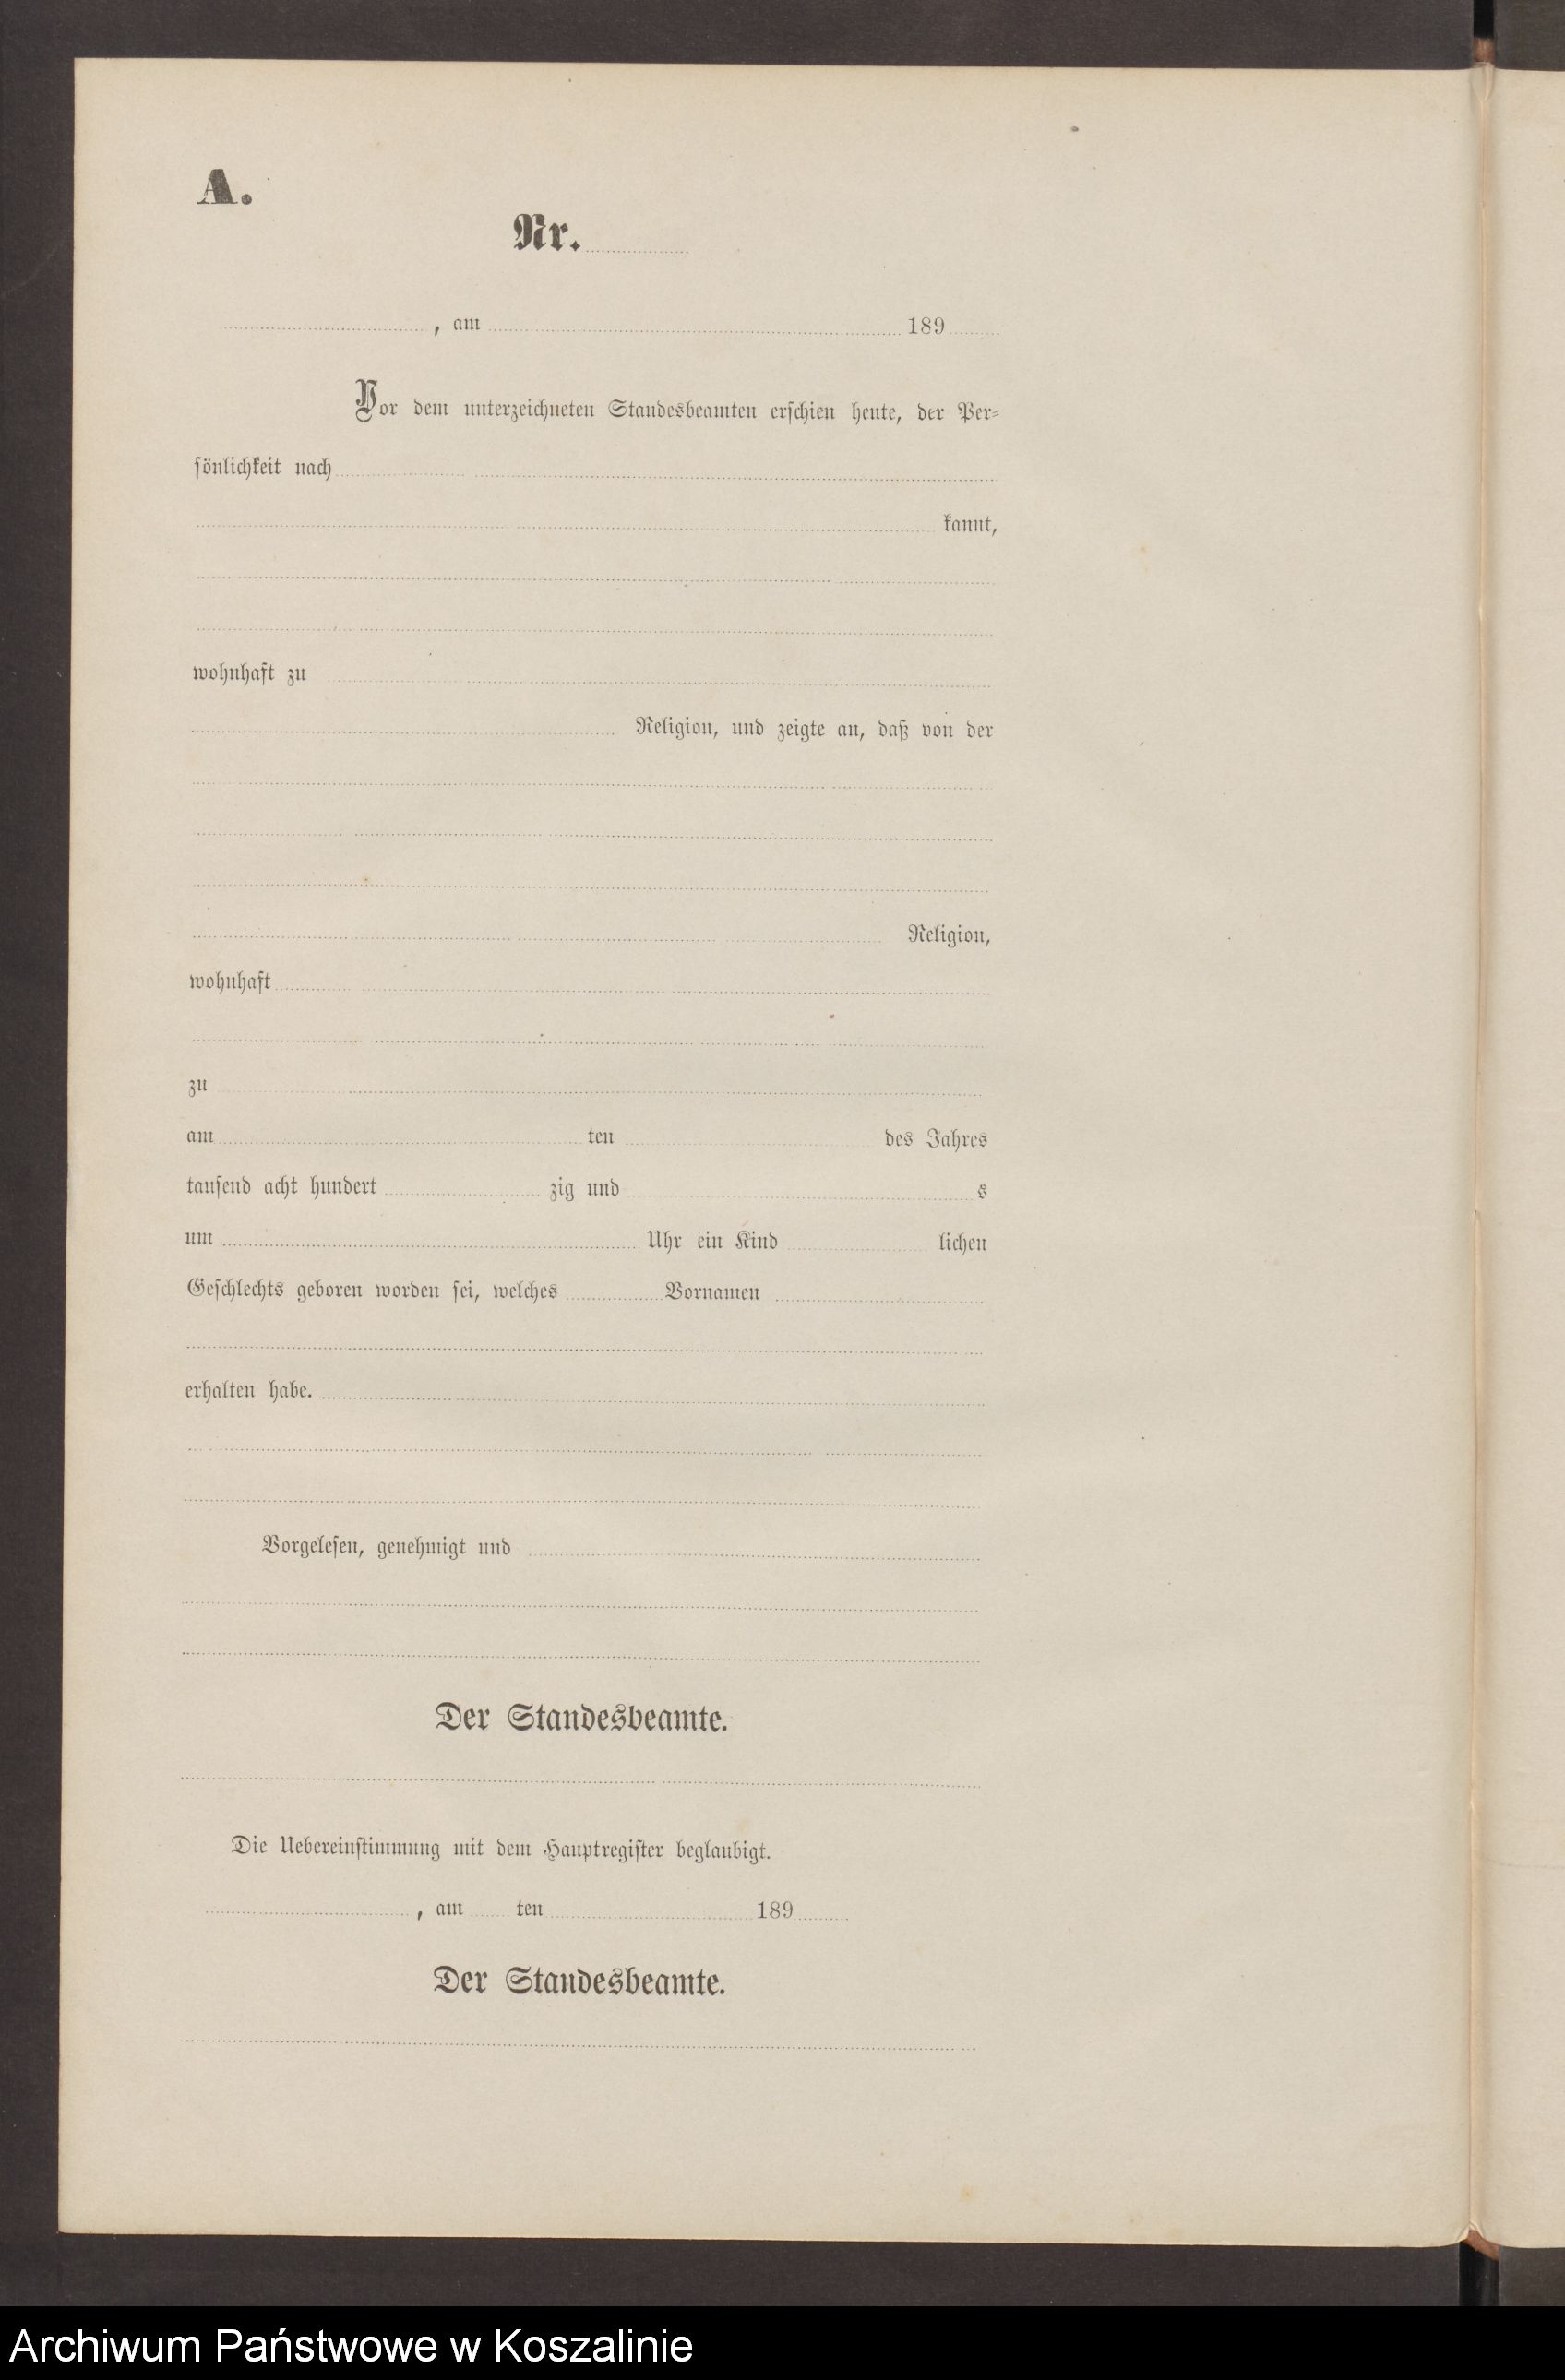 A.
Nr.
, am 189
Vor dem unterzeichneten Standesbeamten erschien heute, der Per-
sönlichkeit nach
kannt,
wohnhaft zu
Religion, und zeigte an, daß von der
Religion,
wohnhaft
zu
am ten des Jahres
tausend acht hundert zig und s
um Uhr ein Kind lichen
Geschlechts geboren worden sei, welches Vornamen
erhalten habe.
Vorgelesen, genehmigt und
Der Standesbeamte.
Die Uebereinstimmung mit dem Hauptregister beglaubigt.
, am ten 189
Der Standesbeamte.
Archiwum Państwowe w Koszalinie